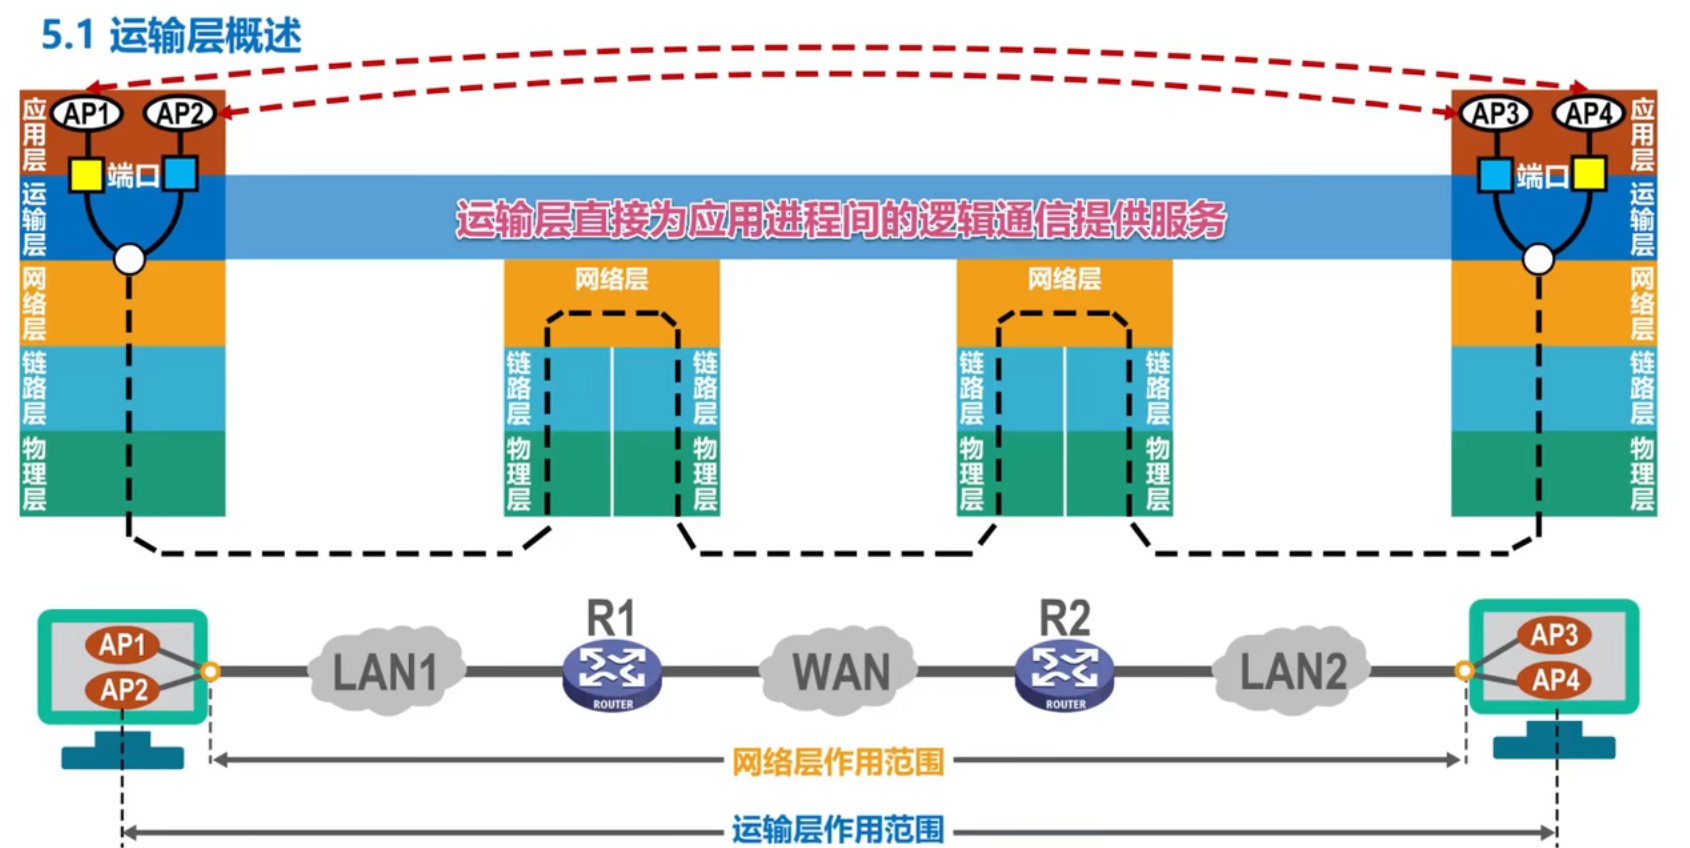 5.1 运输层概述
应用层
AP1
AP2
AP3
AP4
应用层
端口
端口
运输层
运输层直接为应用进程间的逻辑通信提供服务
运输层
网络层
网络层
网络层
网络层
链路层
链路层
链路层
链路层
链路层
链路层
物理层
物理层
物理层
物理层
物理层
物理层
R1
R2
AP1
AP2
LAN1
ROUTER
WAN
ROUTER
LAN2
AP3
AP4
网络层作用范围
运输层作用范围